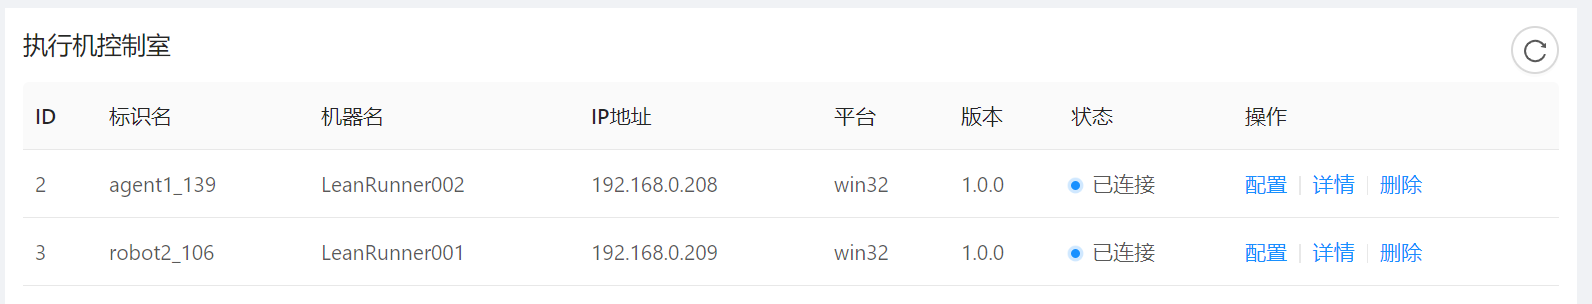 执行机控制室
ID 标识名 机器名 IP地址 平台 版本 状态 操作
2 agent1_139 LeanRunner002 192.168.0.208 win32 1.0.0 已连接 配置 详情 删除
3 robot2_106 LeanRunner001 192.168.0.209 win32 1.0.0 已连接 配置 详情 删除